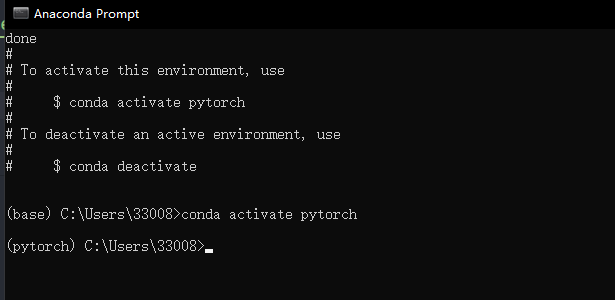 Anaconda Prompt
done
#
# To activate this environment, use
#
#     $ conda activate pytorch
#
# To deactivate an active environment, use
#
#     $ conda deactivate
(base) C:\Users\33008>conda activate pytorch
(pytorch) C:\Users\33008>